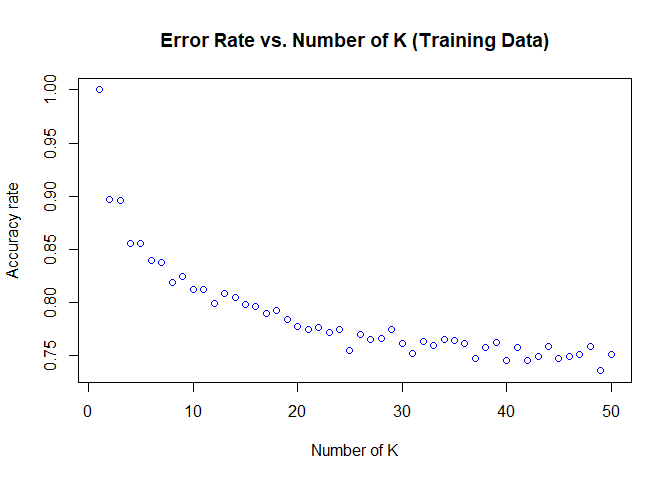 Error Rate vs. Number of K (Training Data)
Accuracy rate
1.00
0.95
0.90
0.85
0.80
0.75
0 10 20 30 40 50
Number of K